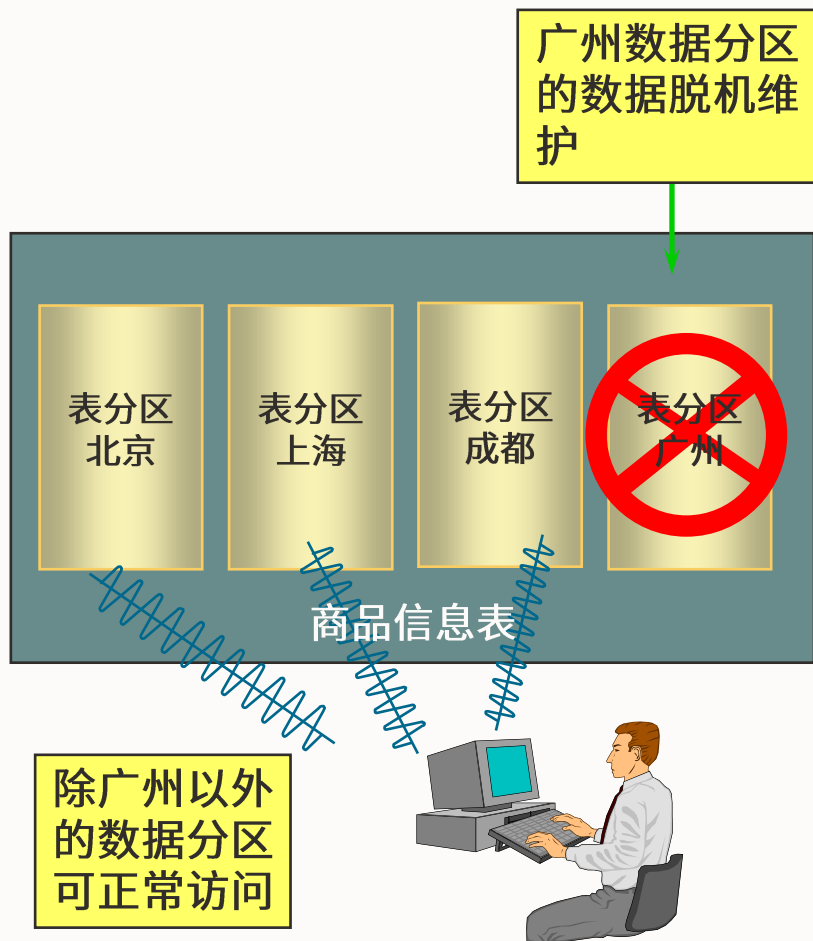 广州数据分区
的数据脱机维
护
表分区
北京
表分区
上海
表分区
成都
表分区
广州
商品信息表
除广州以外
的数据分区
可正常访问